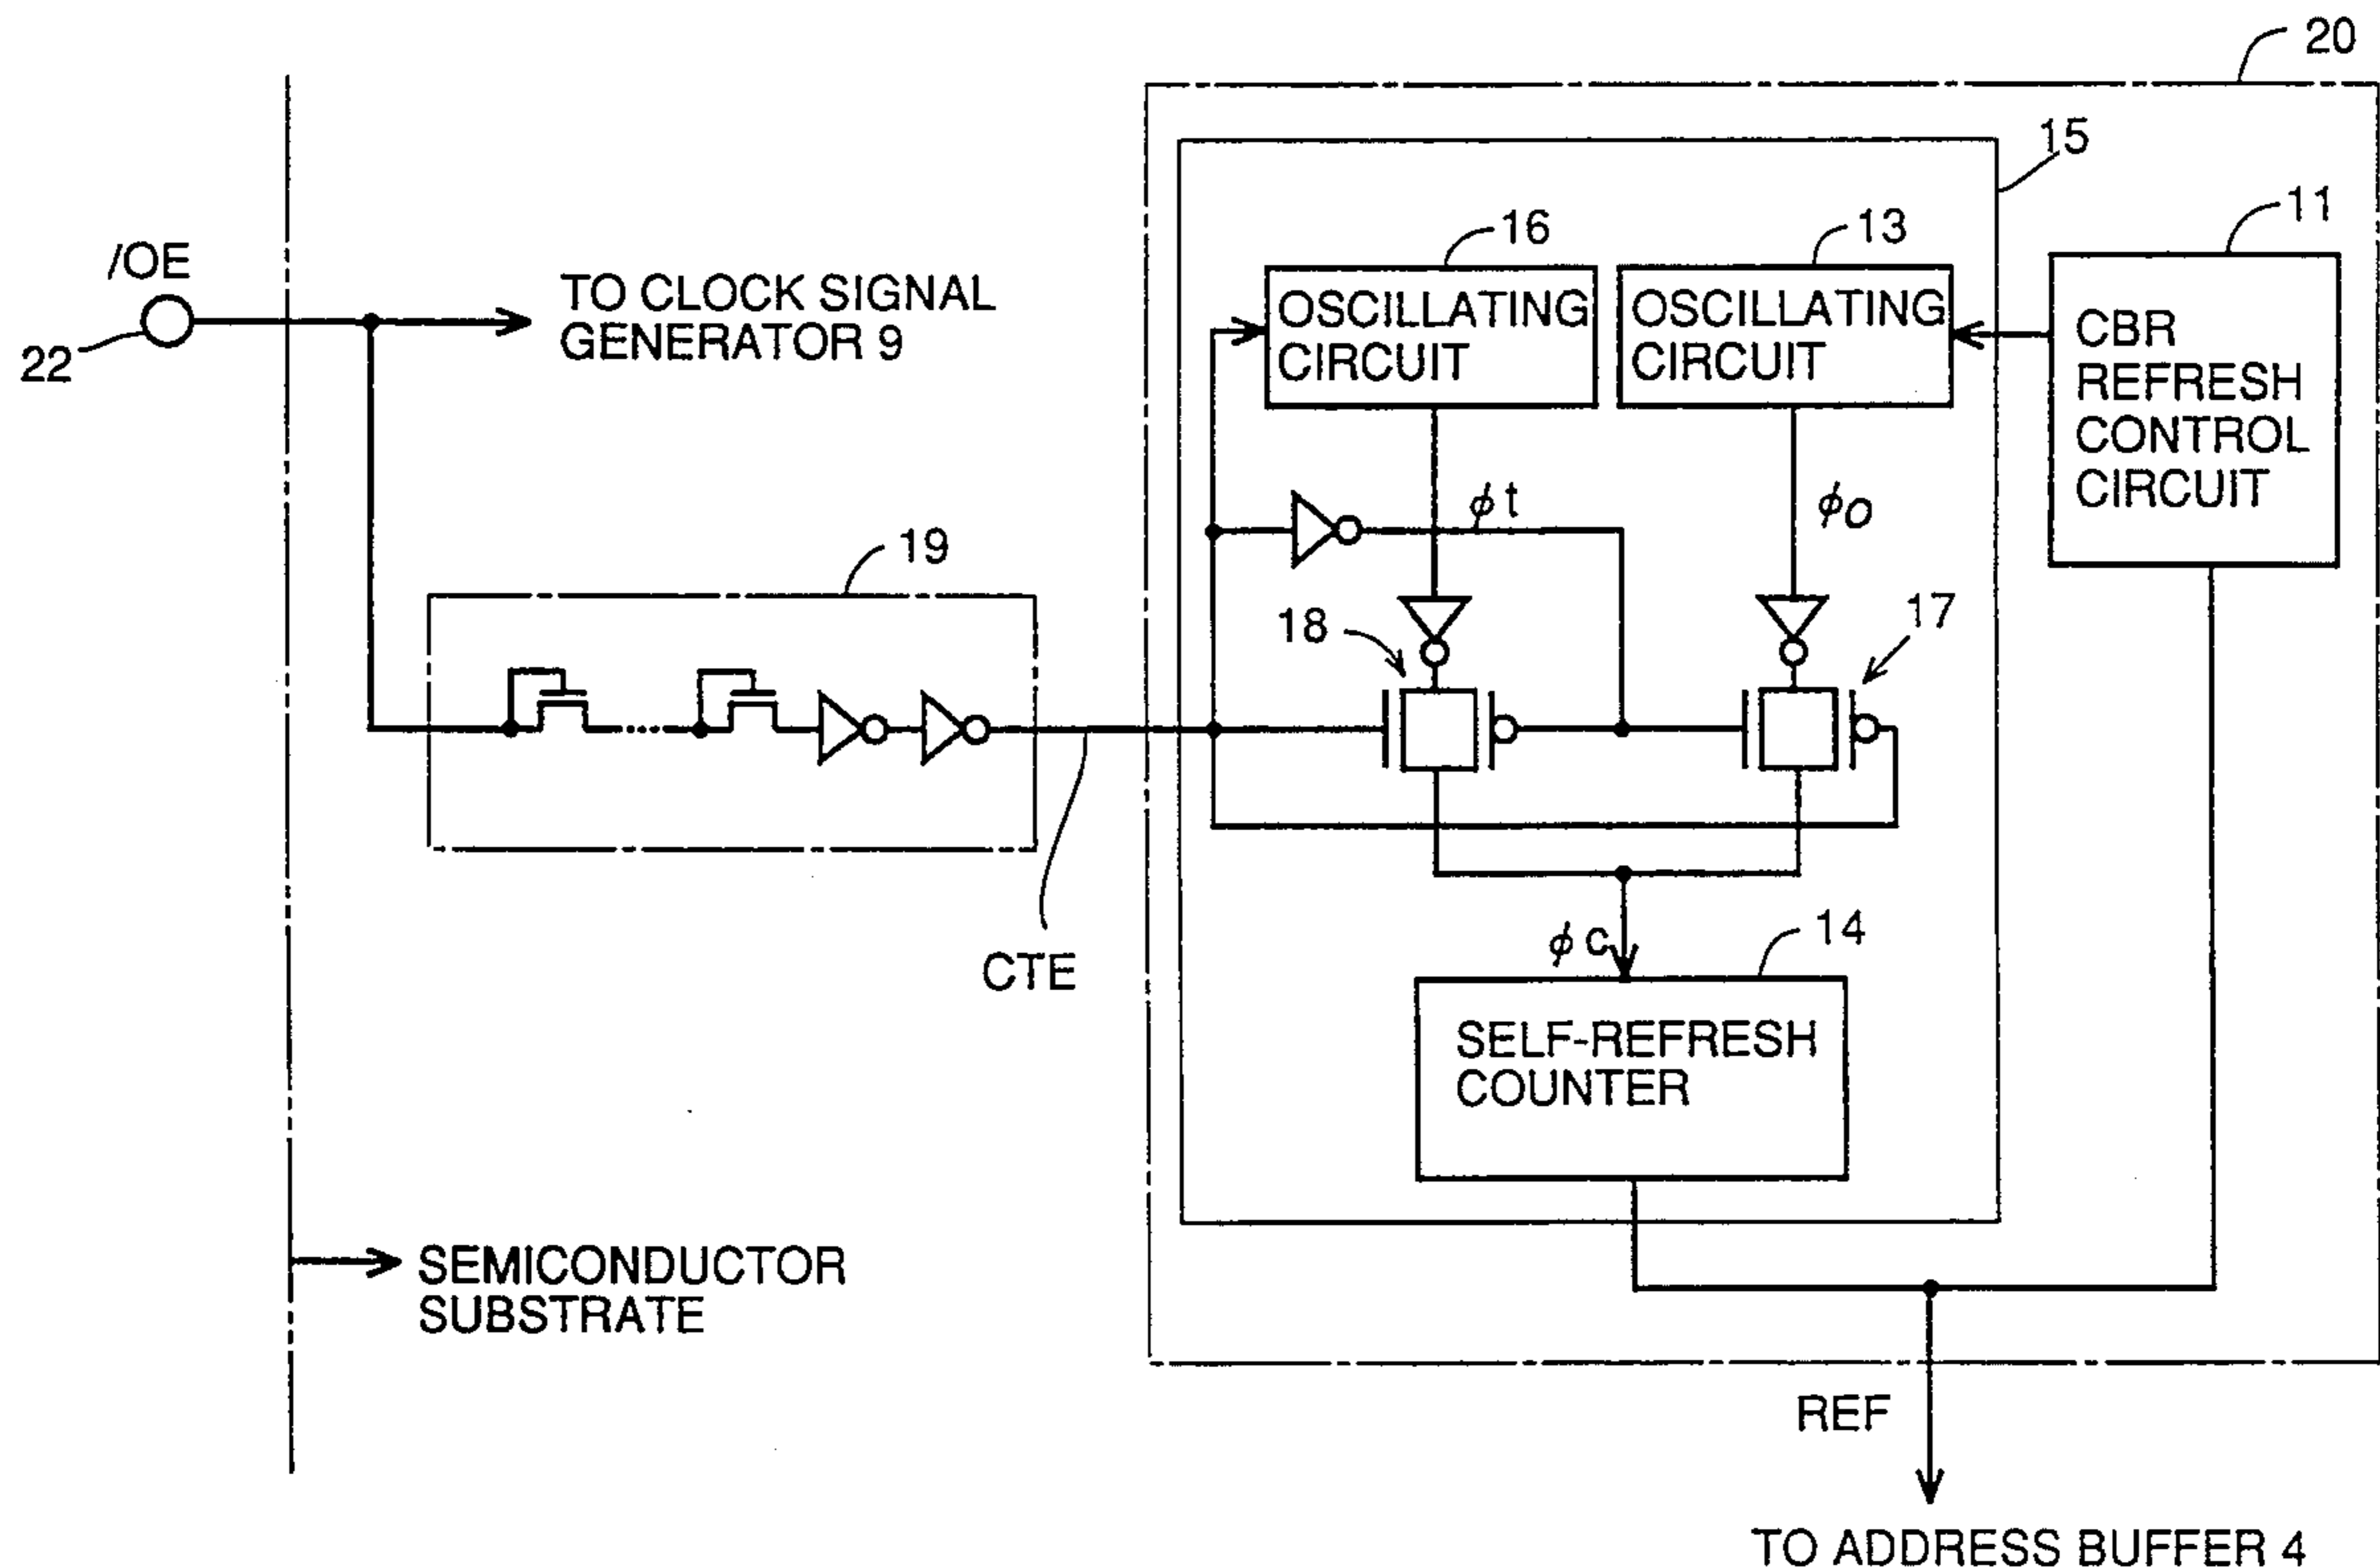 20
15
11
16
13
/OE
22
TO CLOCK SIGNAL
GENERATOR 9
OSCILLATING
CIRCUIT
OSCILLATING
CIRCUIT
CBR
REFRESH
CONTROL
CIRCUIT
ϕt
ϕO
19
18
17
CTE
ϕc
14
SELF-REFRESH
COUNTER
SEMICONDUCTOR
SUBSTRATE
REF
TO ADDRESS BUFFER 4